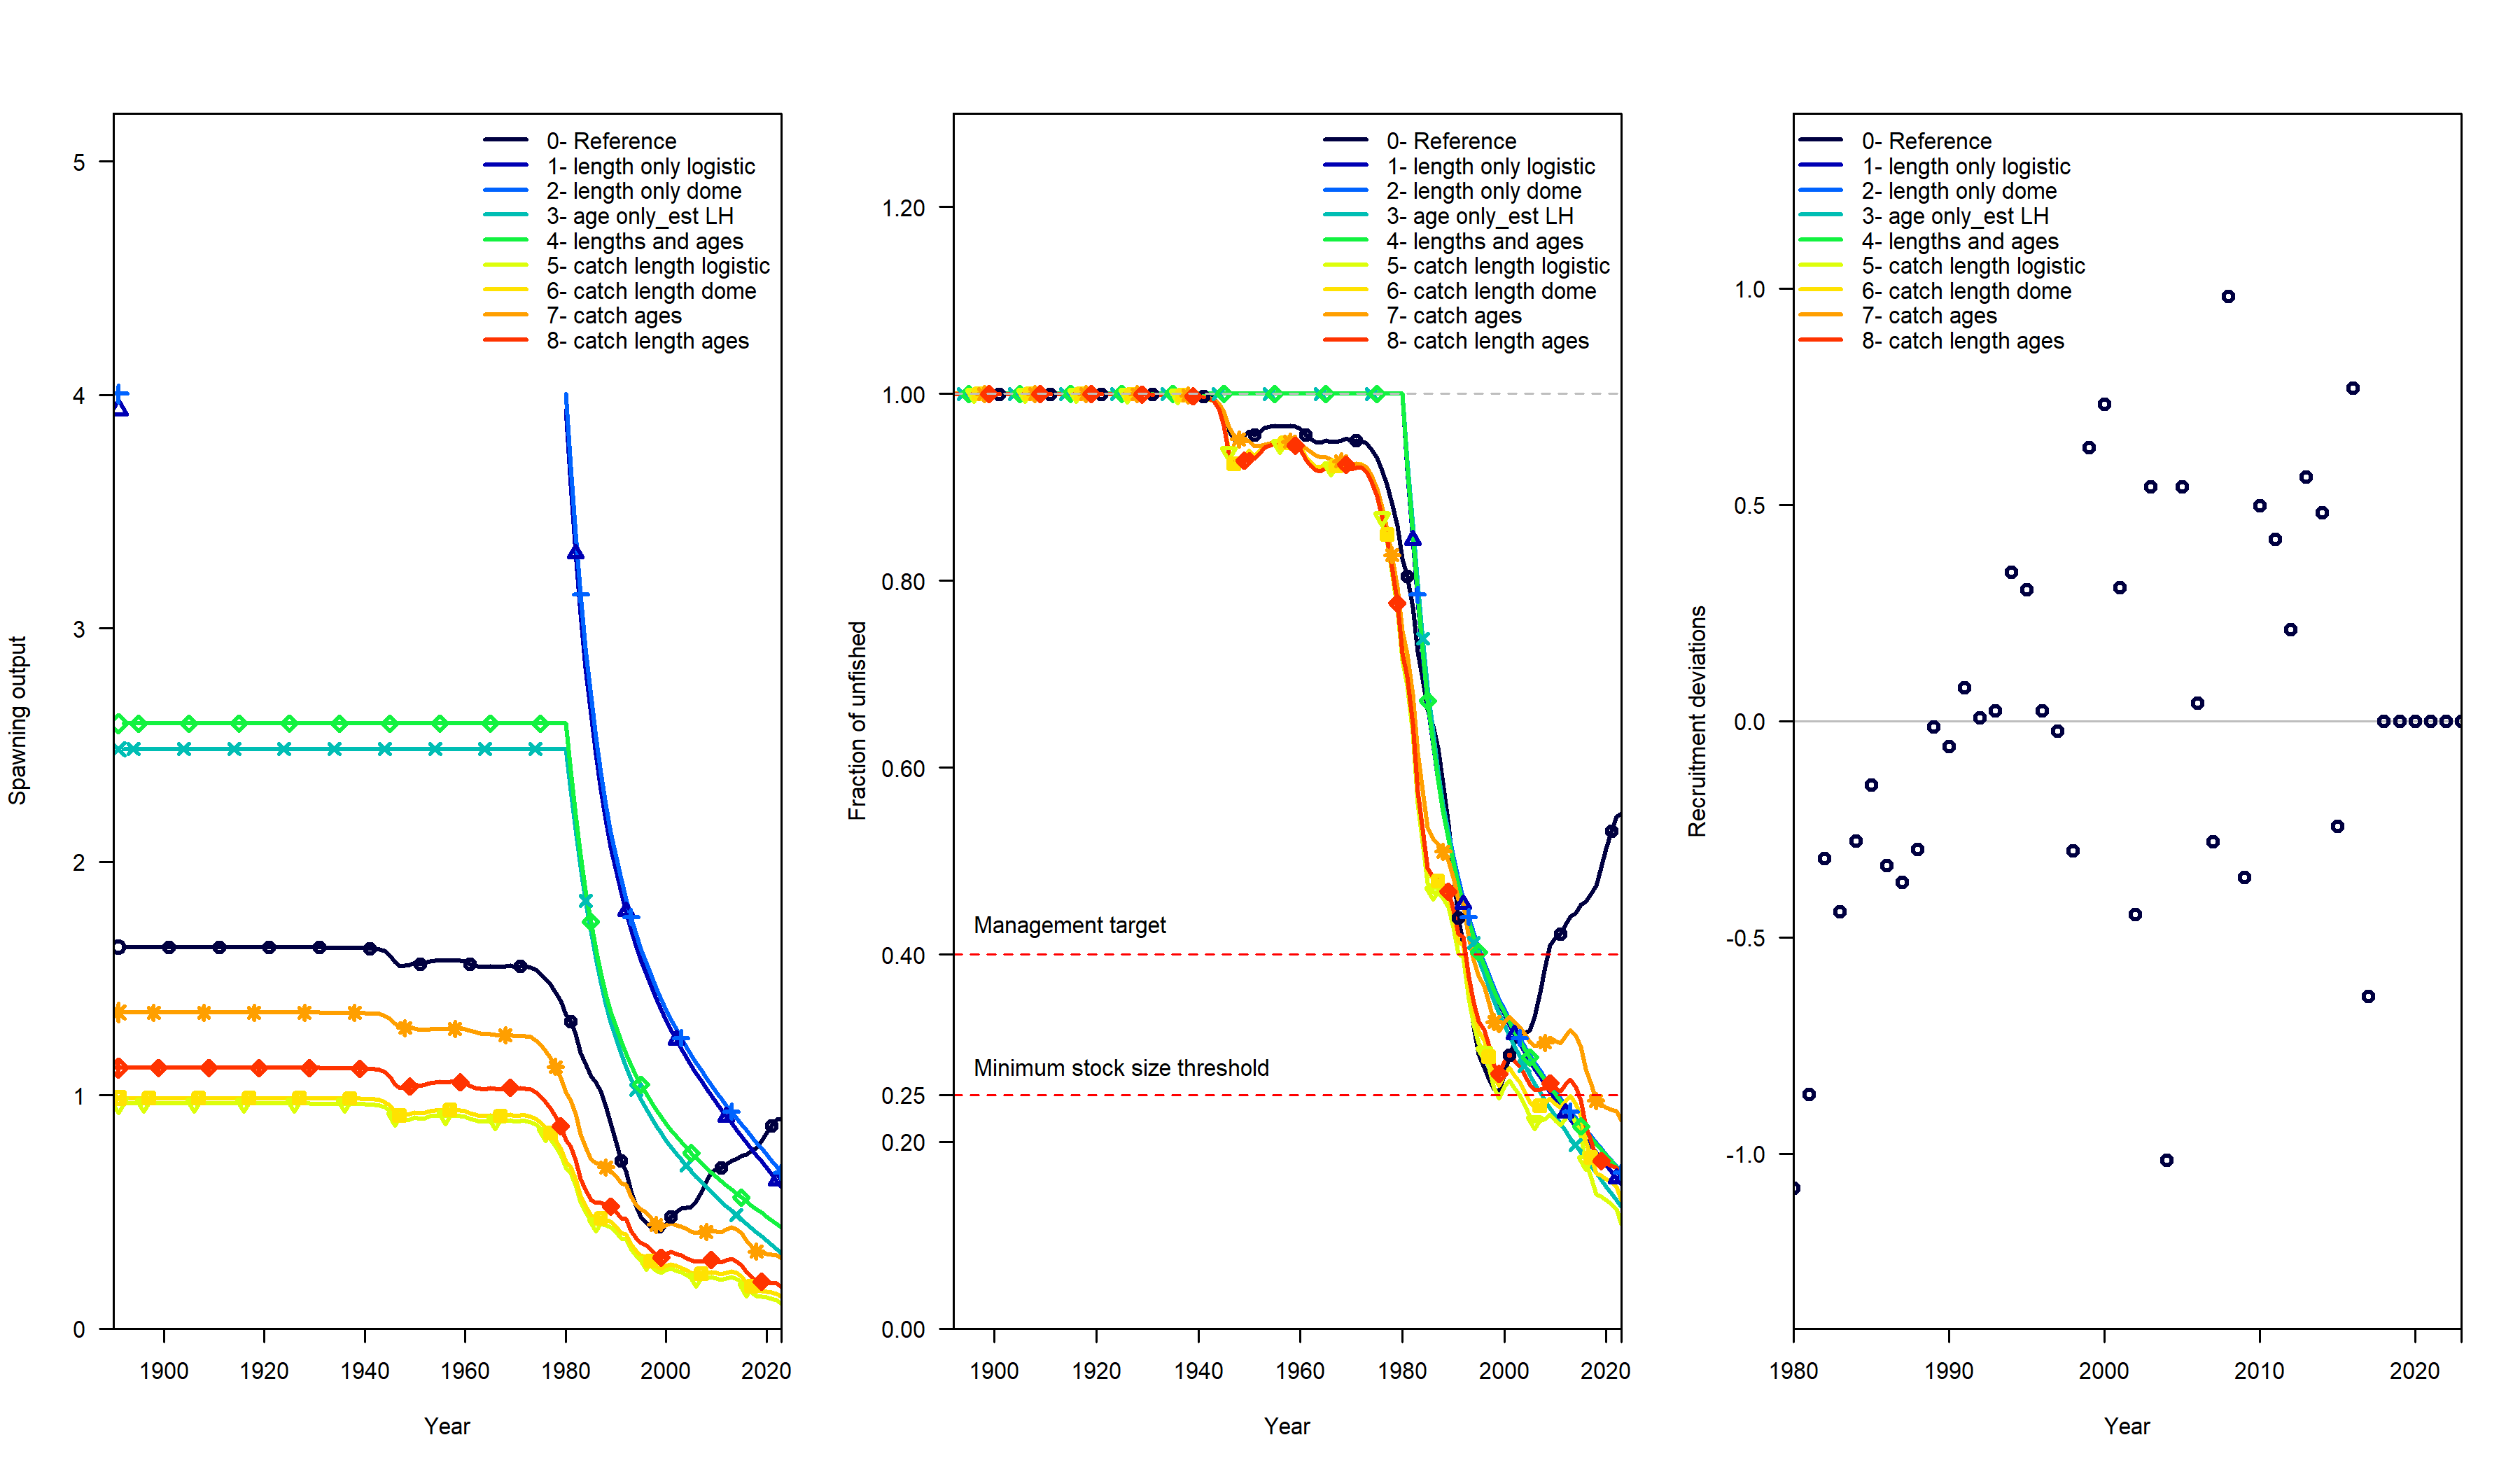 0- Reference
1- length only logistic
2- length only dome
3- age only_est LH
4- lengths and ages
5- catch length logistic
6- catch length dome
7- catch ages
8- catch length ages
5
4
3
2
1
0
Spawning output
1900 1920 1940 1960 1980 2000 2020
Year
0- Reference
1- length only logistic
2- length only dome
3- age only_est LH
4- lengths and ages
5- catch length logistic
6- catch length dome
7- catch ages
8- catch length ages
1.20
1.00
0.80
0.60
0.40
0.25
0.20
0.00
Fraction of unfished
Management target
Minimum stock size threshold
1900 1920 1940 1960 1980 2000 2020
Year
0- Reference
1- length only logistic
2- length only dome
3- age only_est LH
4- lengths and ages
5- catch length logistic
6- catch length dome
7- catch ages
8- catch length ages
1.0
0.5
0.0
-0.5
-1.0
Recruitment deviations
1980 1990 2000 2010 2020
Year